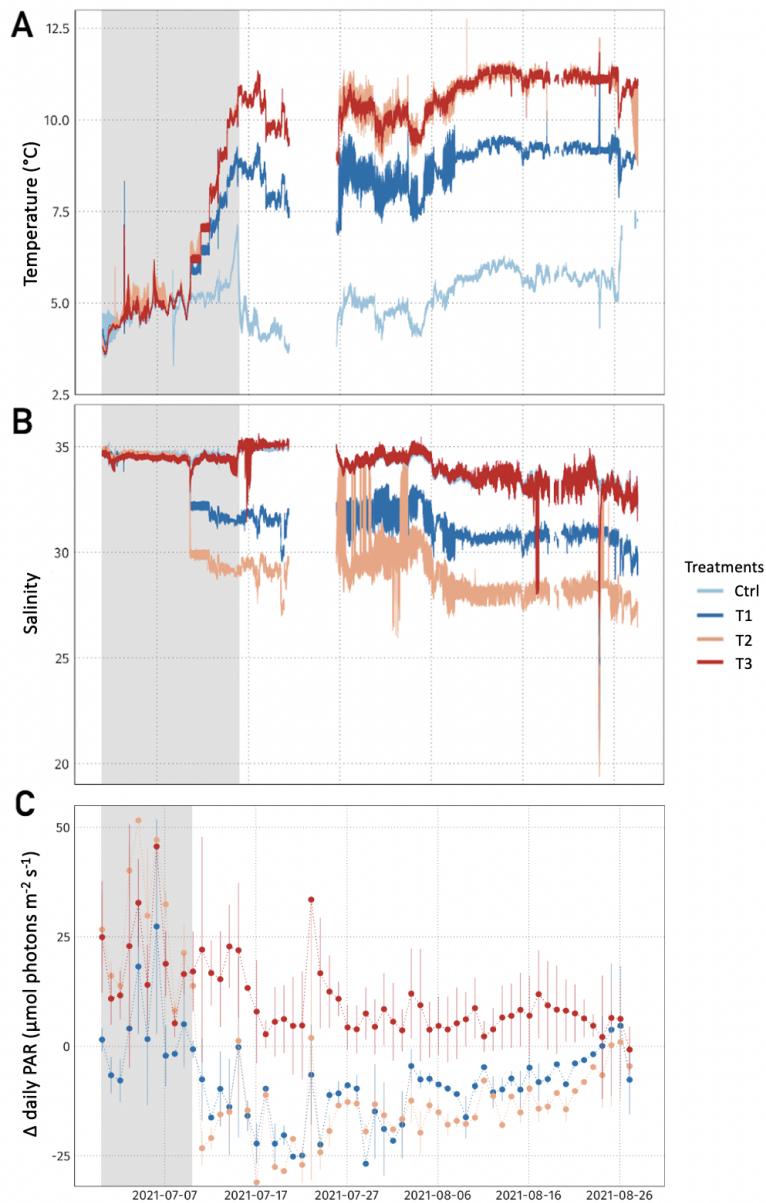 A
Temperature (°C)
12.5
10.0
7.5
5.0
2.5
B
Salinity
35
30
25
20
Treatments
Ctrl
T1
T2
T3
C
Δ daily PAR (µmol photons m⁻² s⁻¹)
50
25
0
-25
2021-07-07 2021-07-17 2021-07-27 2021-08-06 2021-08-16 2021-08-26